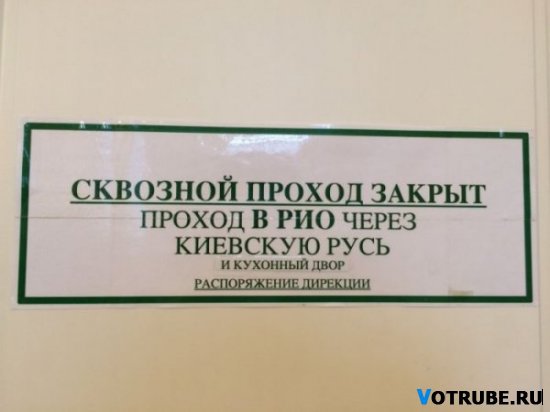 СКВОЗНОЙ ПРОХОД ЗАКРЫТ
ПРОХОД В РИО ЧЕРЕЗ
КИЕВСКУЮ РУСЬ
И КУХОННЫЙ ДВОР
РАСПОРЯЖЕНИЕ ДИРЕКЦИИ
VOTRUBE.RU